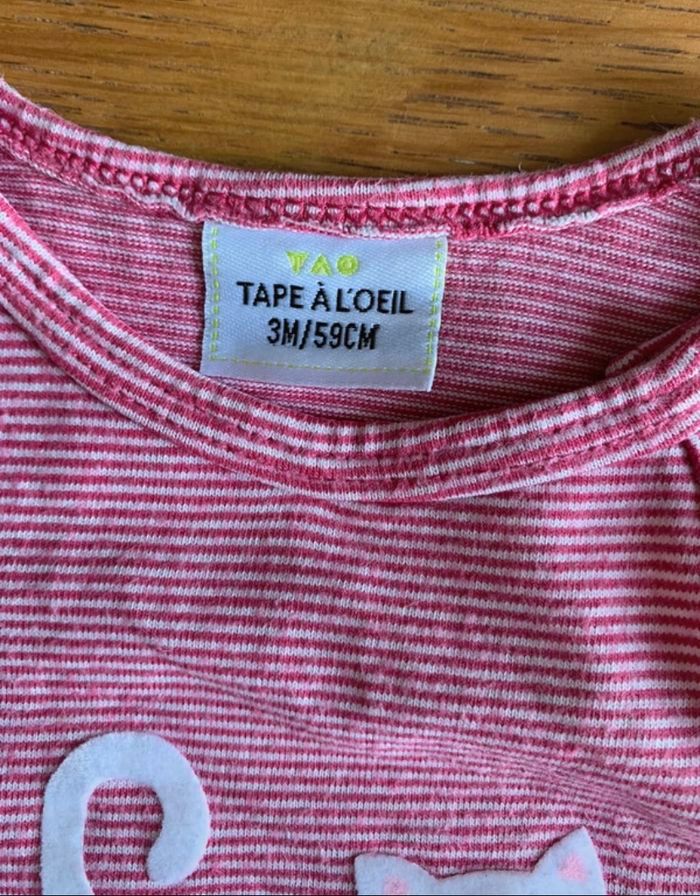 TAO
TAPE À L'OEIL
3M/59CM